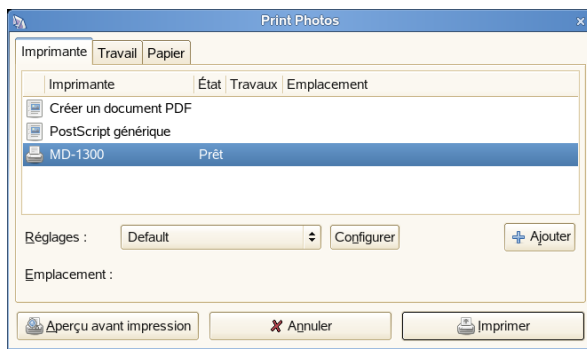 Print Photos
Imprimante Travail Papier
Imprimante État Travaux Emplacement
Créer un document PDF
PostScript générique
MD-1300 Prêt
Réglages : Default Configurer Ajouter
Emplacement :
Aperçu avant impression Annuler Imprimer